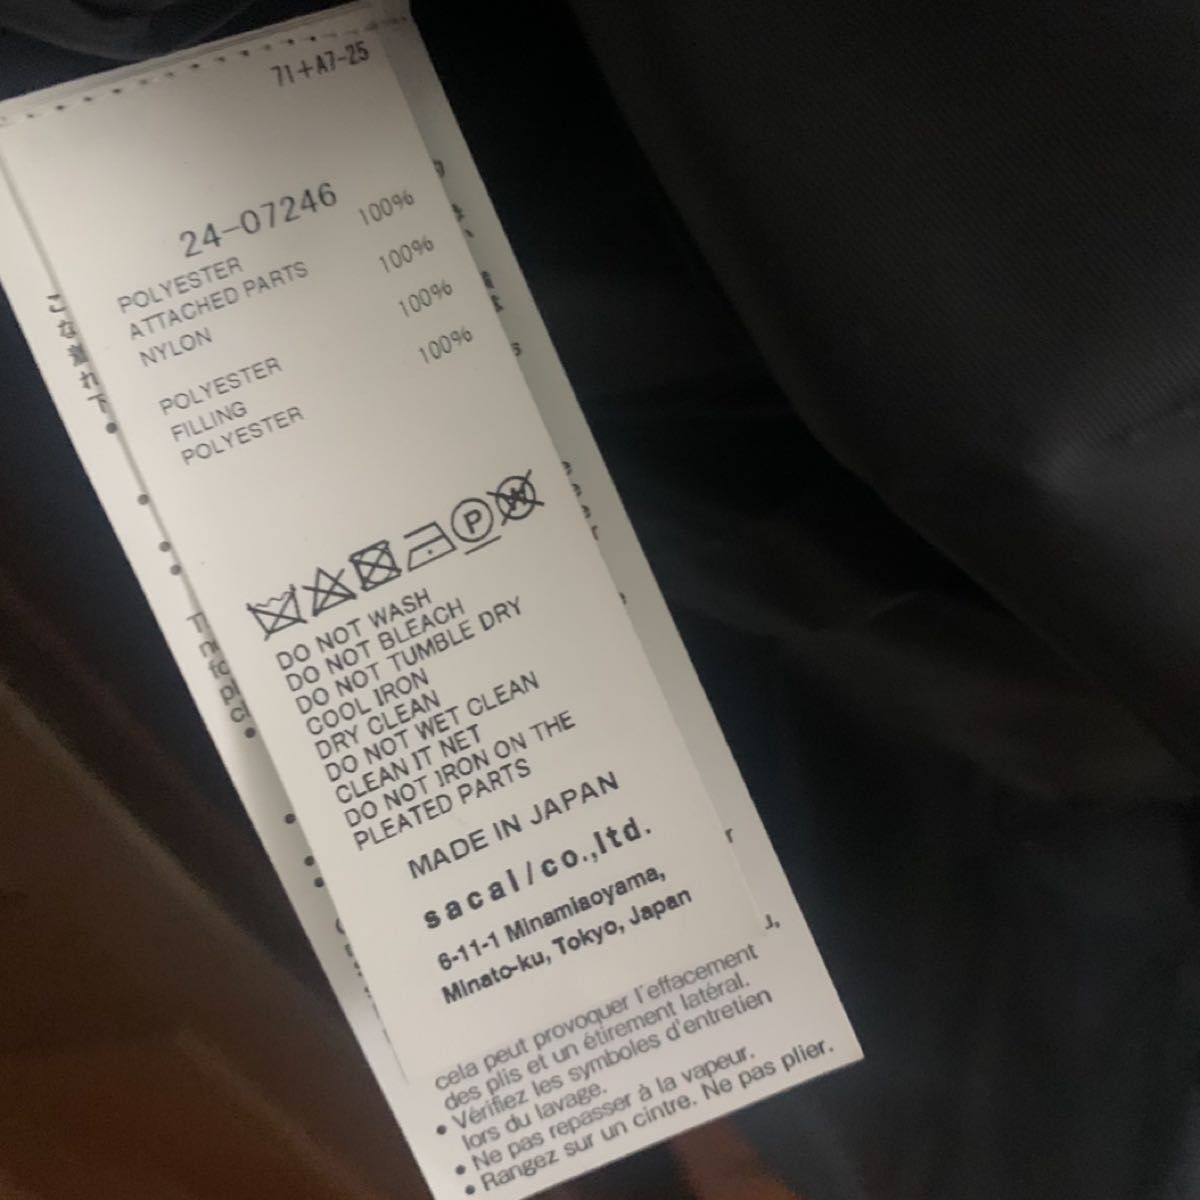 71+A7-25
24-07246
POLYESTER 100%
ATTACHED PARTS
NYLON 100%
POLYESTER 100%
FILLING
POLYESTER 100%
P
W
DO NOT WASH
DO NOT BLEACH
DO NOT TUMBLE DRY
COOL IRON
DRY CLEAN
DO NOT WET CLEAN
CLEAN IT NET
DO NOT IRON ON THE
PLEATED PARTS
MADE IN JAPAN
sacai/co.,ltd.
6-11-1 Minamiaoyama,
Minato-ku, Tokyo, Japan
cela peut provoquer l'effacement
des plis et un étirement latéral.
• Vérifiez les symboles d'entretien
lors du lavage.
• Ne pas repasser à la vapeur.
• Rangez sur un cintre. Ne pas plier.